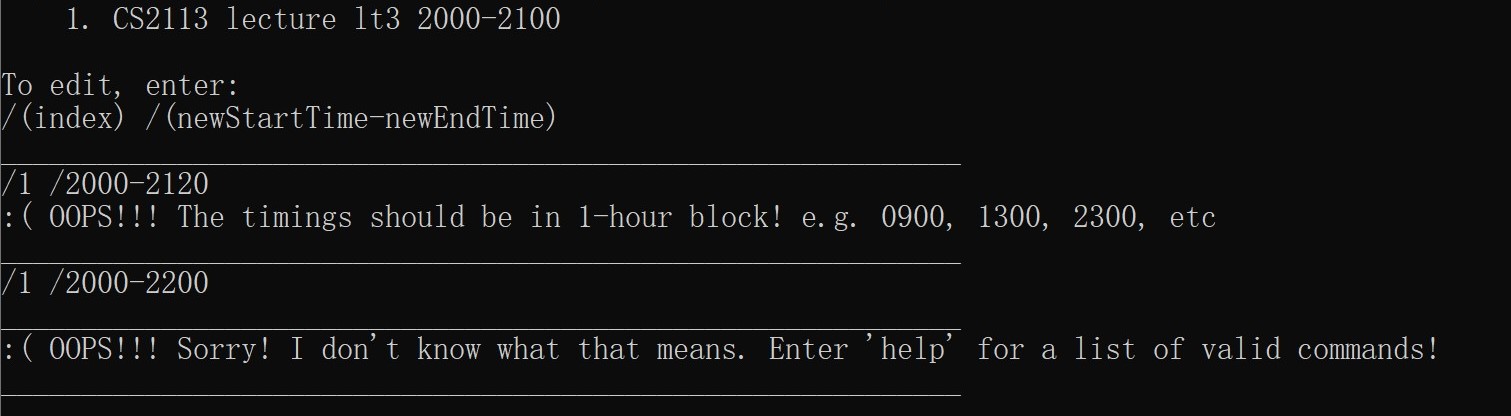 1. CS2113 lecture lt3 2000-2100
To edit, enter:
/(index) /(newStartTime-newEndTime)
/1 /2000-2120
:( OOPS!!! The timings should be in 1-hour block! e.g. 0900, 1300, 2300, etc
/1 /2000-2200
:( OOPS!!! Sorry! I don't know what that means. Enter 'help' for a list of valid commands!